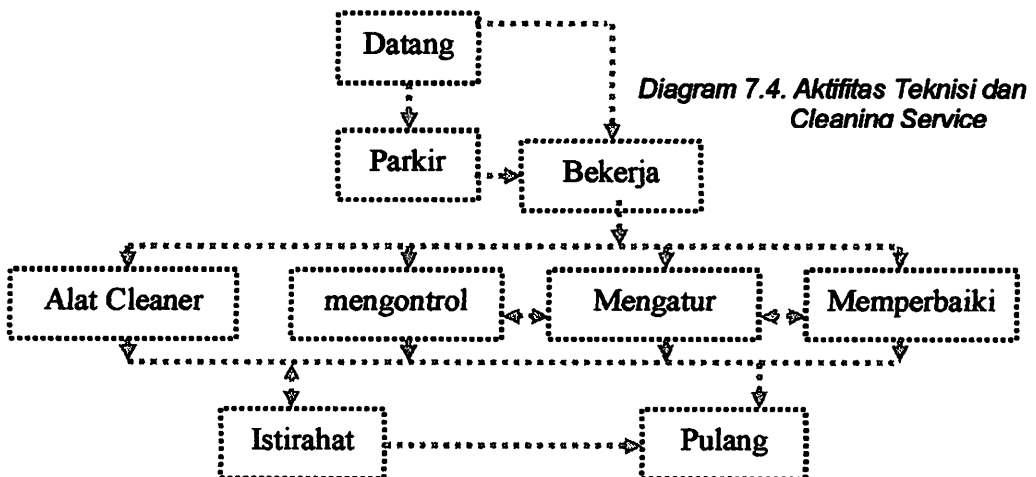 Datang
Diagram 7.4. Aktifitas Teknisi dan
Cleaning Service
Parkir
Bekerja
Alat Cleaner
mengontrol
Mengatur
Memperbaiki
Istirahat
Pulang